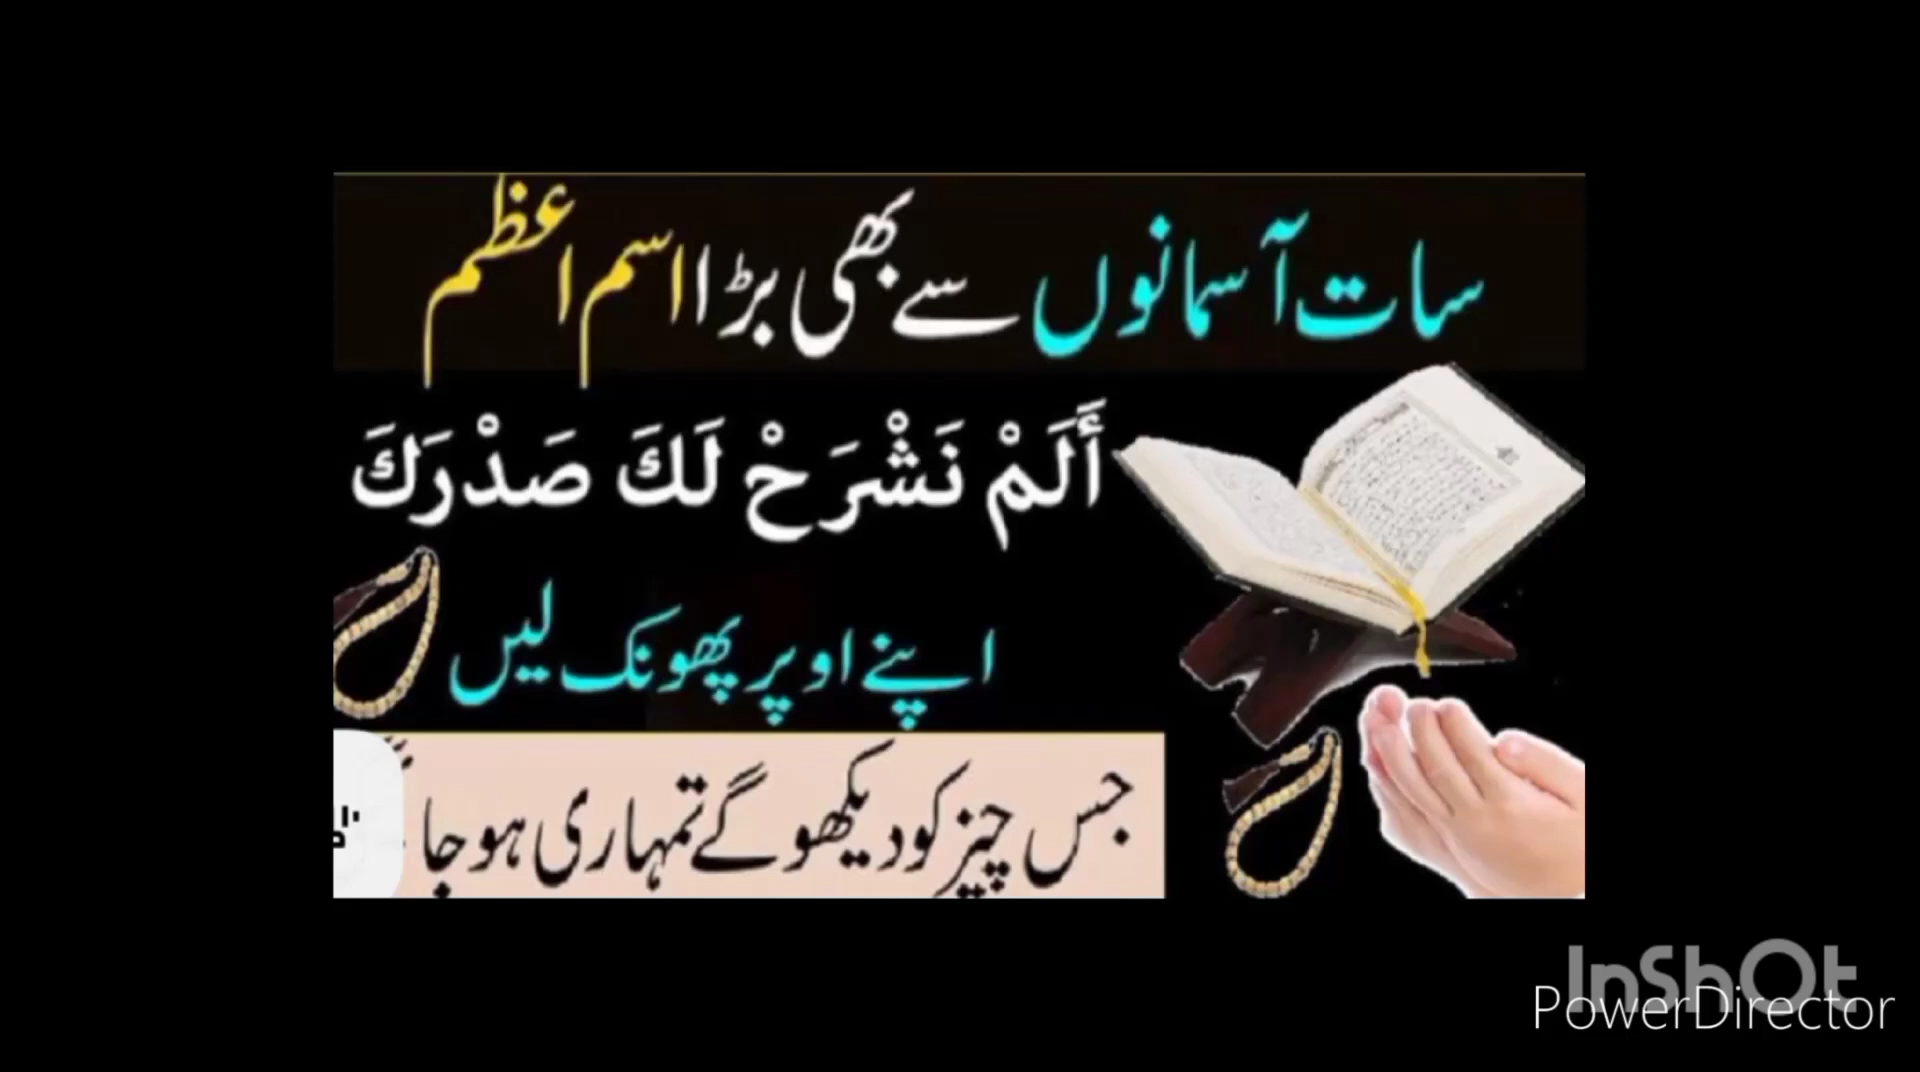 سات آسمانوں سے بھی بڑا اسم اعظم
أَلَمْ نَشْرَحْ لَكَ صَدْرَكَ
اپنے اوپر پھونک لیں
جس چیز کو دیکھو گے تمہاری ہو جا
InShOt
PowerDirector